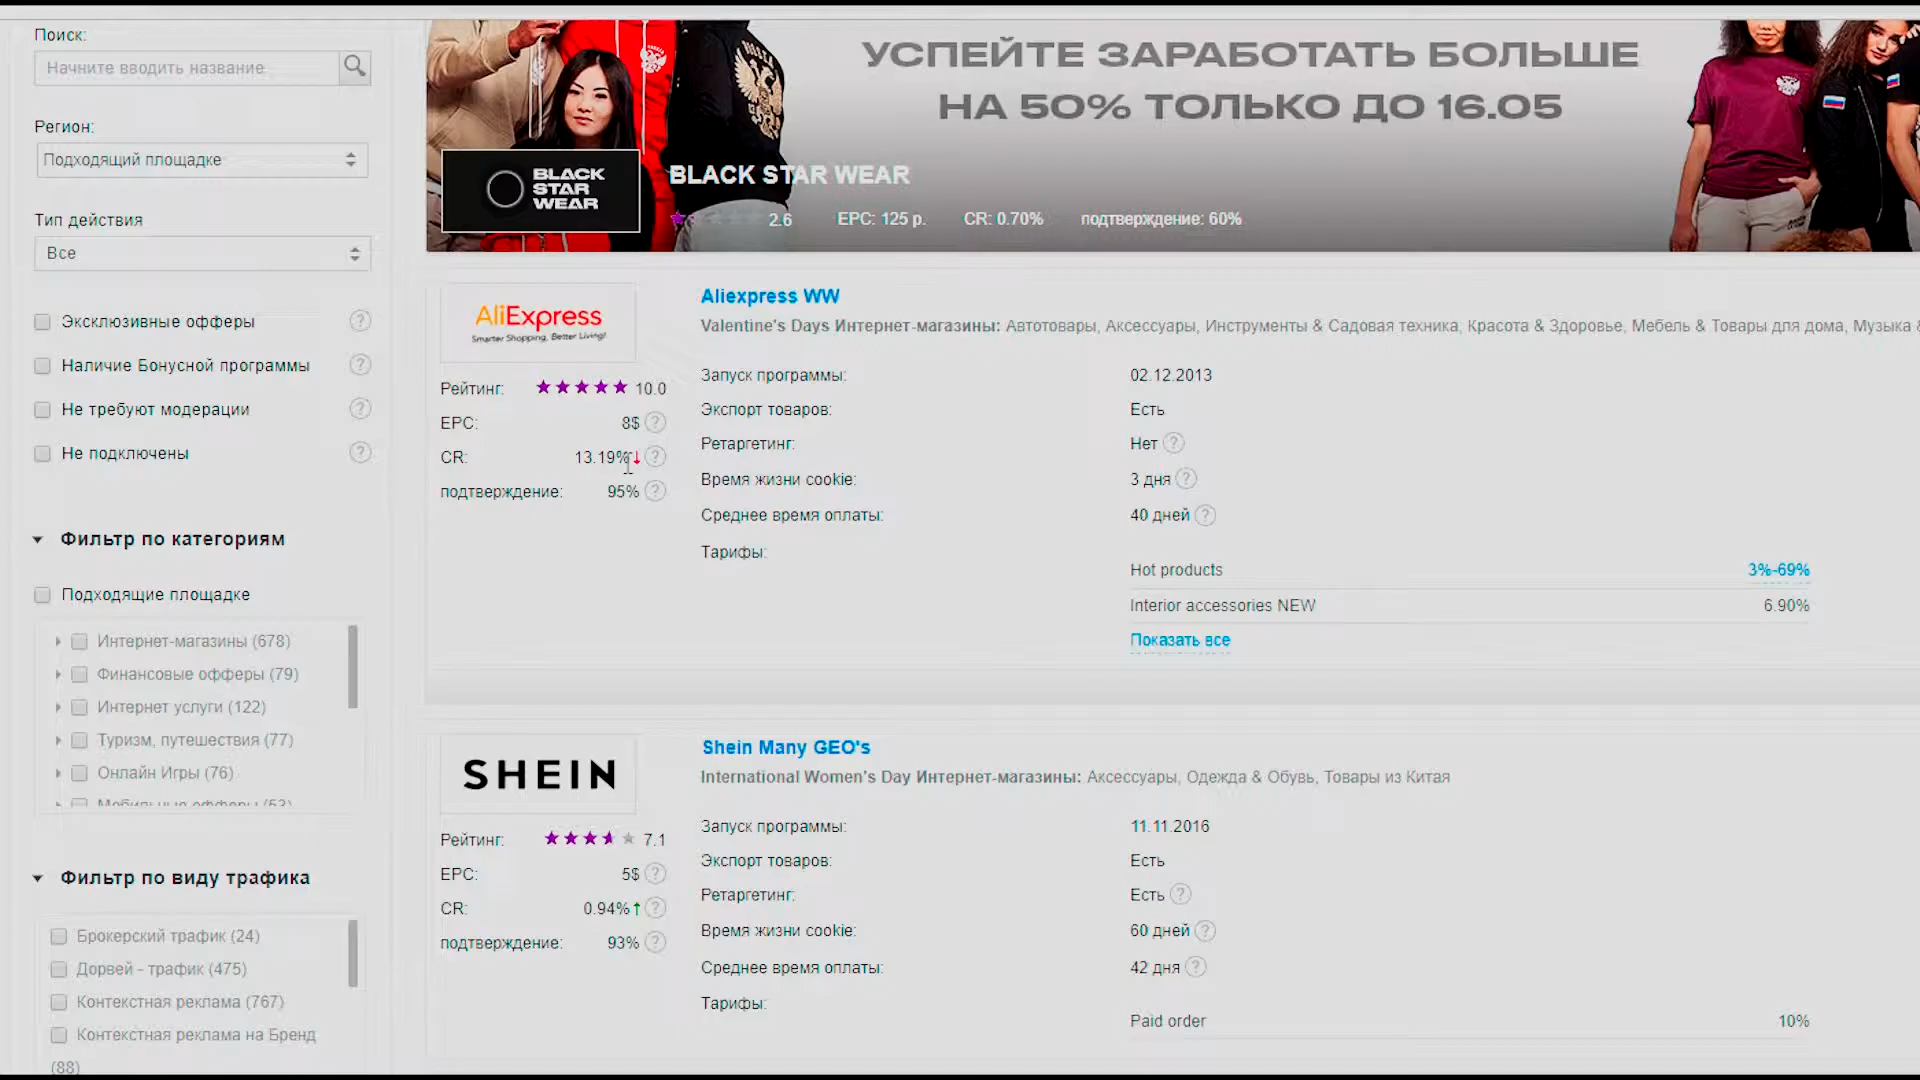 Поиск:
Начните вводить название
Регион:
Подходящий площадке
Тип действия
Все
Эксклюзивные офферы
Наличие Бонусной программы
Не требуют модерации
Не подключены
Фильтр по категориям
Подходящие площадке
Интернет-магазины (678)
Финансовые офферы (79)
Интернет услуги (122)
Туризм, путешествия (77)
Онлайн Игры (76)
Мобильные офферы (53)
Фильтр по виду трафика
Брокерский трафик (24)
Дорвей - трафик (475)
Контекстная реклама (767)
Контекстная реклама на Бренд
(88)
УСПЕЙТЕ ЗАРАБОТАТЬ БОЛЬШЕ
НА 50% ТОЛЬКО ДО 16.05
BLACK
STAR
WEAR
BLACK STAR WEAR
2.6 EPC: 125 р. CR: 0.70% подтверждение: 60%
AliExpress
Smarter Shopping, Better Living!
Рейтинг: 10.0
EPC: 8$ ?
CR: 13.19% ?
подтверждение: 95% ?
Aliexpress WW
Valentine's Days Интернет-магазины: Автотовары, Аксессуары, Инструменты & Садовая техника, Красота & Здоровье, Мебель & Товары для дома, Музыка &
Запуск программы: 02.12.2013
Экспорт товаров: Есть
Ретаргетинг: Нет ?
Время жизни cookie: 3 дня ?
Среднее время оплаты: 40 дней ?
Тарифы:
Hot products 3%-69%
Interior accessories NEW 6.90%
Показать все
SHEIN
Рейтинг: 7.1
EPC: 5$ ?
CR: 0.94% ?
подтверждение: 93% ?
Shein Many GEO's
International Women's Day Интернет-магазины: Аксессуары, Одежда & Обувь, Товары из Китая
Запуск программы: 11.11.2016
Экспорт товаров: Есть
Ретаргетинг: Есть ?
Время жизни cookie: 60 дней ?
Среднее время оплаты: 42 дня ?
Тарифы:
Paid order 10%